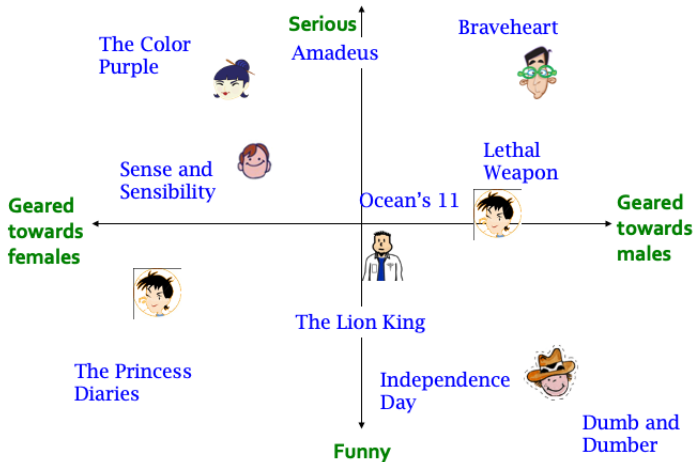 Serious
Braveheart
The Color
Purple
Amadeus
Lethal
Weapon
Sense and
Sensibility
Ocean's 11
Geared
towards
females
Geared
towards
males
The Lion King
The Princess
Diaries
Independence
Day
Dumb and
Dumber
Funny